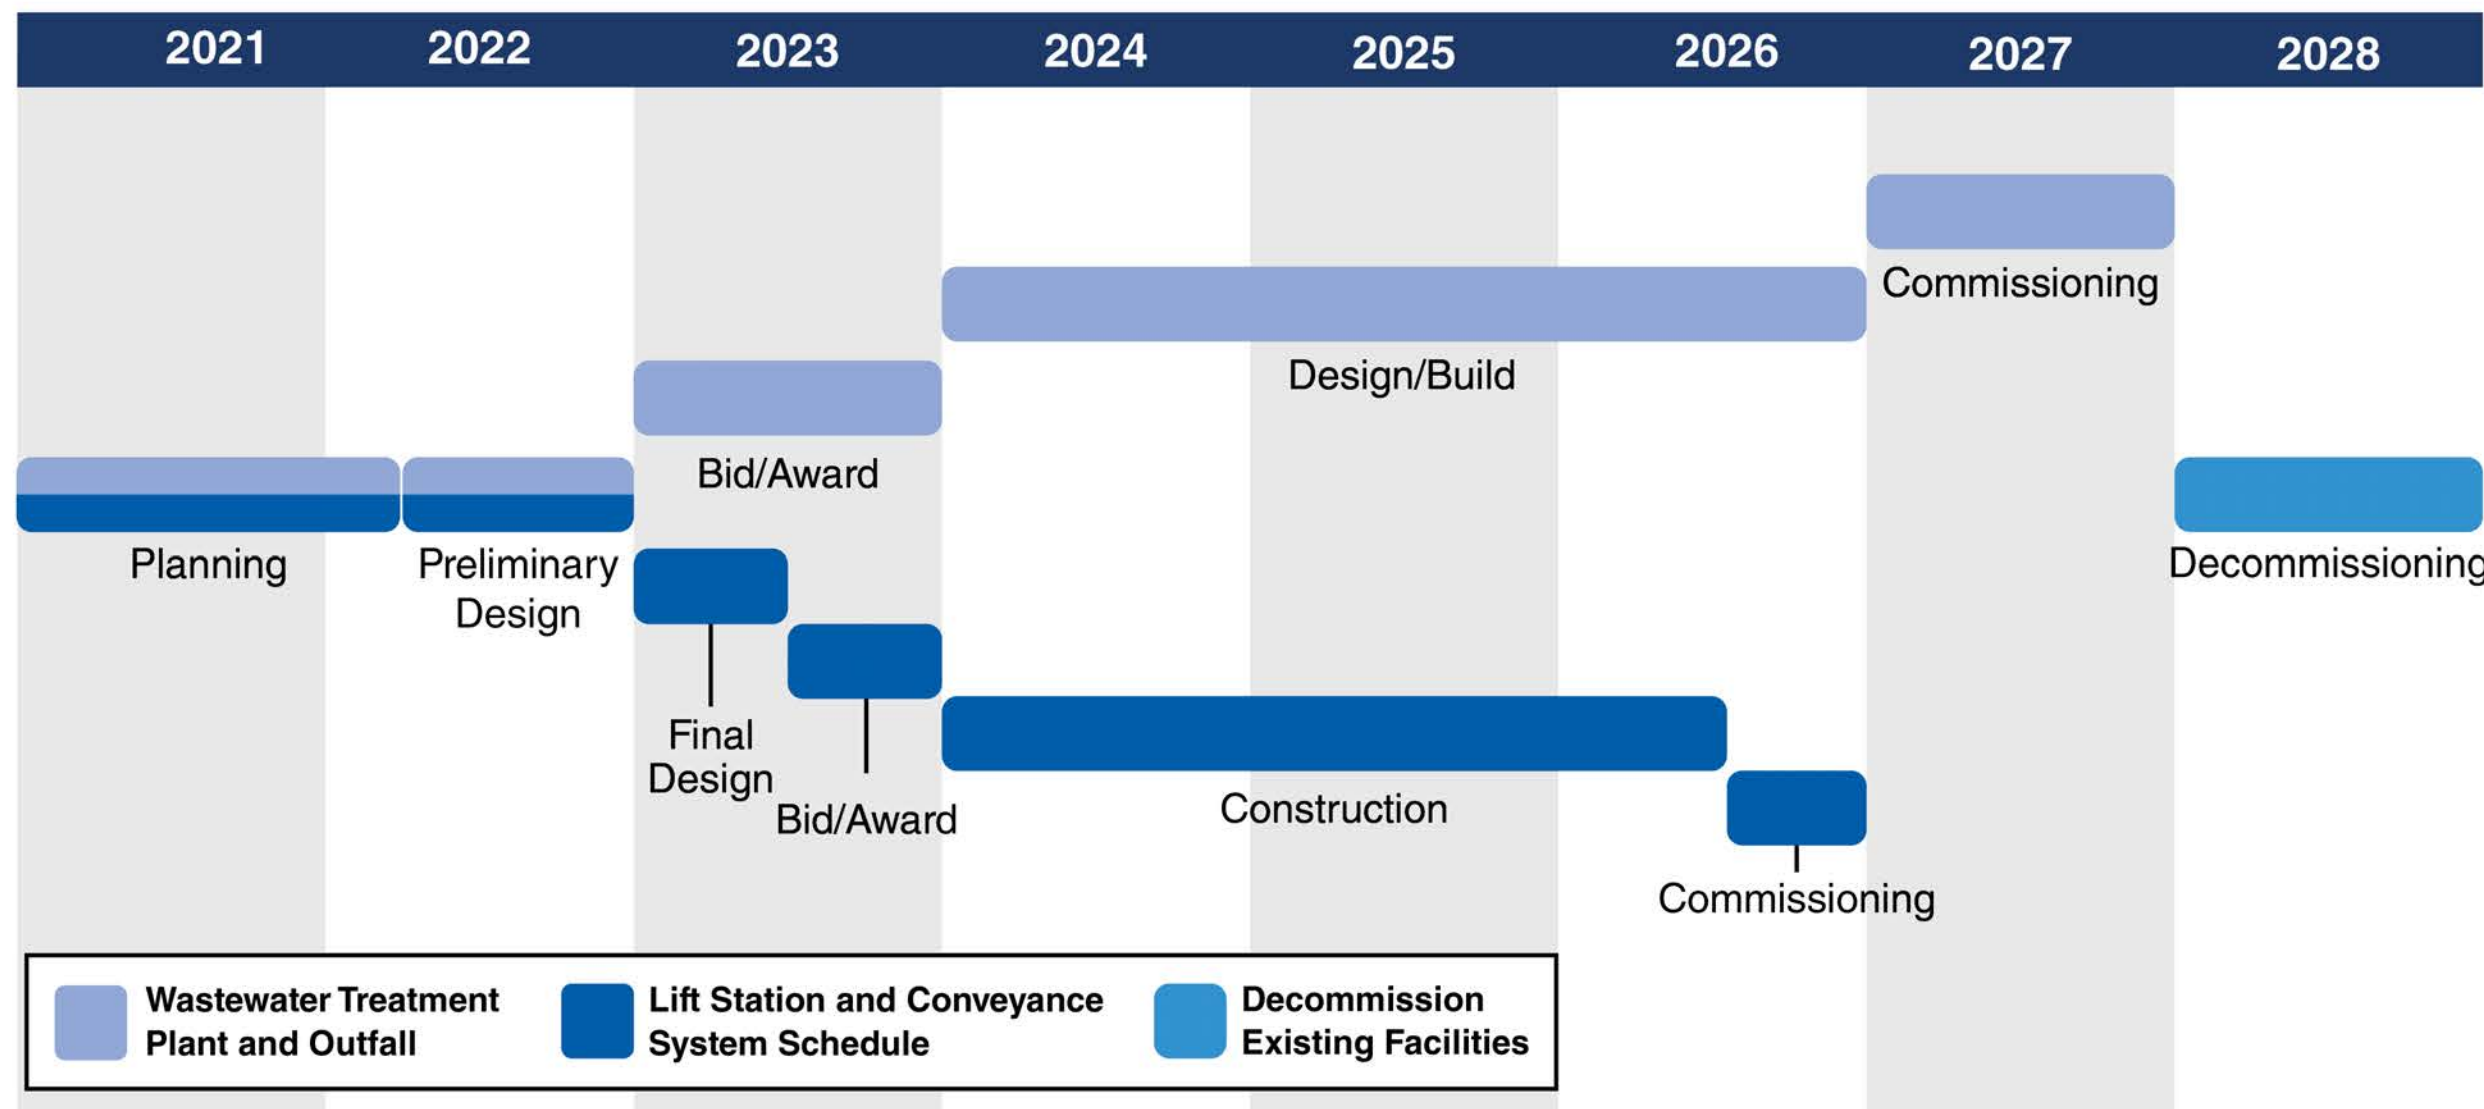 2021 2022 2023 2024 2025 2026 2027 2028
Commissioning
Design/Build
Bid/Award
Planning
Preliminary
Design
Decommissioning
Final
Design
Bid/Award
Construction
Commissioning
Wastewater Treatment
Plant and Outfall
Lift Station and Conveyance
System Schedule
Decommission
Existing Facilities